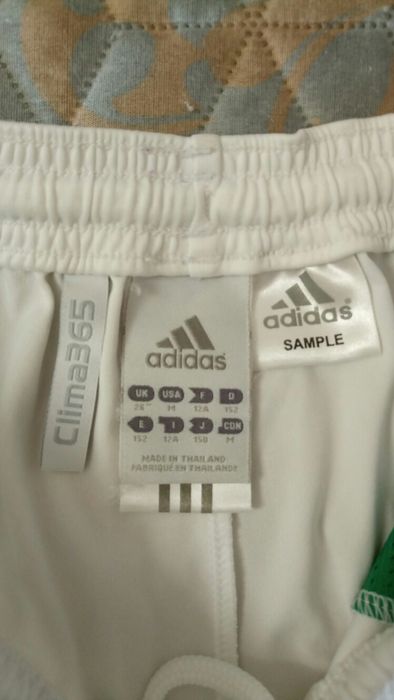 Clima365
adidas
UK USA F D
26" M 12A 152
E I J CDN
152 12A 150 M
MADE IN THAILAND
FABRIQUÉ EN THAILANDE
adidas
SAMPLE